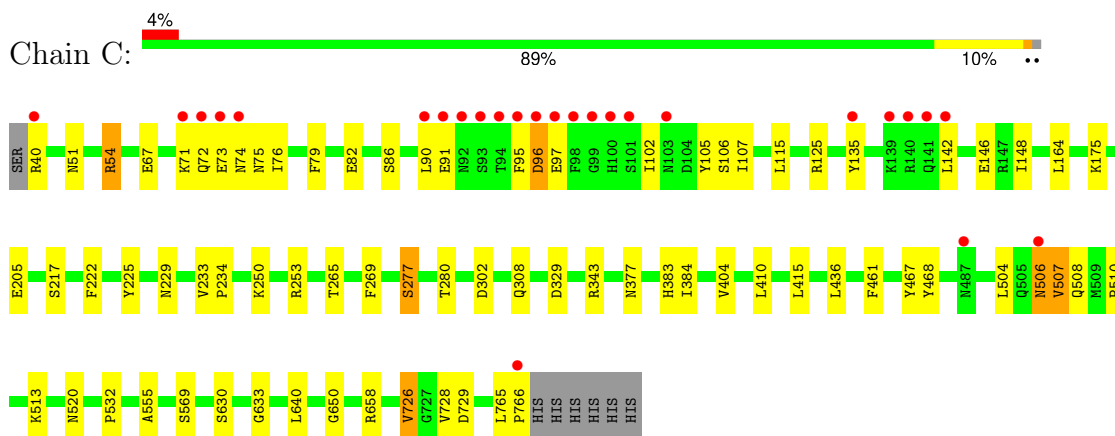 4%
Chain C:
89% 10% ••
SER R40 N51 R54 E67 K71 Q72 E73 N74 N75 I76 F79 E82 S86 L90 E91 N92 S93 T94 F95 D96 E97 F98 G99 H100 S101 I102 N103 D104 Y105 S106 I107 L115 R125 Y135 K139 R140 Q141 L142 E146 R147 I148 L164 K175
E205 S217 F222 Y225 N229 V233 P234 K250 R253 T265 F269 S277 T280 D302 Q308 D329 R343 N377 H383 I384 V404 L410 L415 L436 F461 Y467 Y468 N487 L504 Q505 N506 V507 Q508 M509
K513 N520 P532 A555 S569 S630 G633 L640 G650 R658 V726 G727 V728 D729 L765 P766 HIS HIS HIS HIS HIS HIS